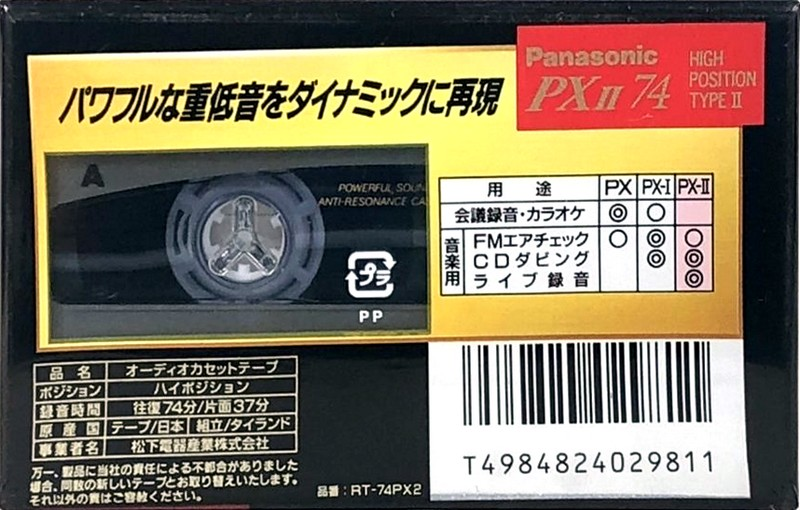 Panasonic
PX II 74
HIGH
POSITION
TYPE II
パワフルな重低音をダイナミックに再現
A
POWERFUL SOUN
ANTI-RESONANCE CA
プラ
PP
用途 PX PX-I PX-II
会議録音・カラオケ ◎ ○
音楽用
FMエアチェック ○ ◎ ○
CDダビング ◎ ◎
ライブ録音 ◎
品名 オーディオカセットテープ
ポジション ハイポジション
録音時間 往復74分/片面37分
原産国 テープ/日本 組立/タイランド
事業者名 松下電器産業株式会社
万一、製品に当社の責任による不都合がありました
場合、同数の新しいテープとお取り替えいたします。
それ以外の責はご容赦ください。
品番:RT-74PX2
T4984824029811